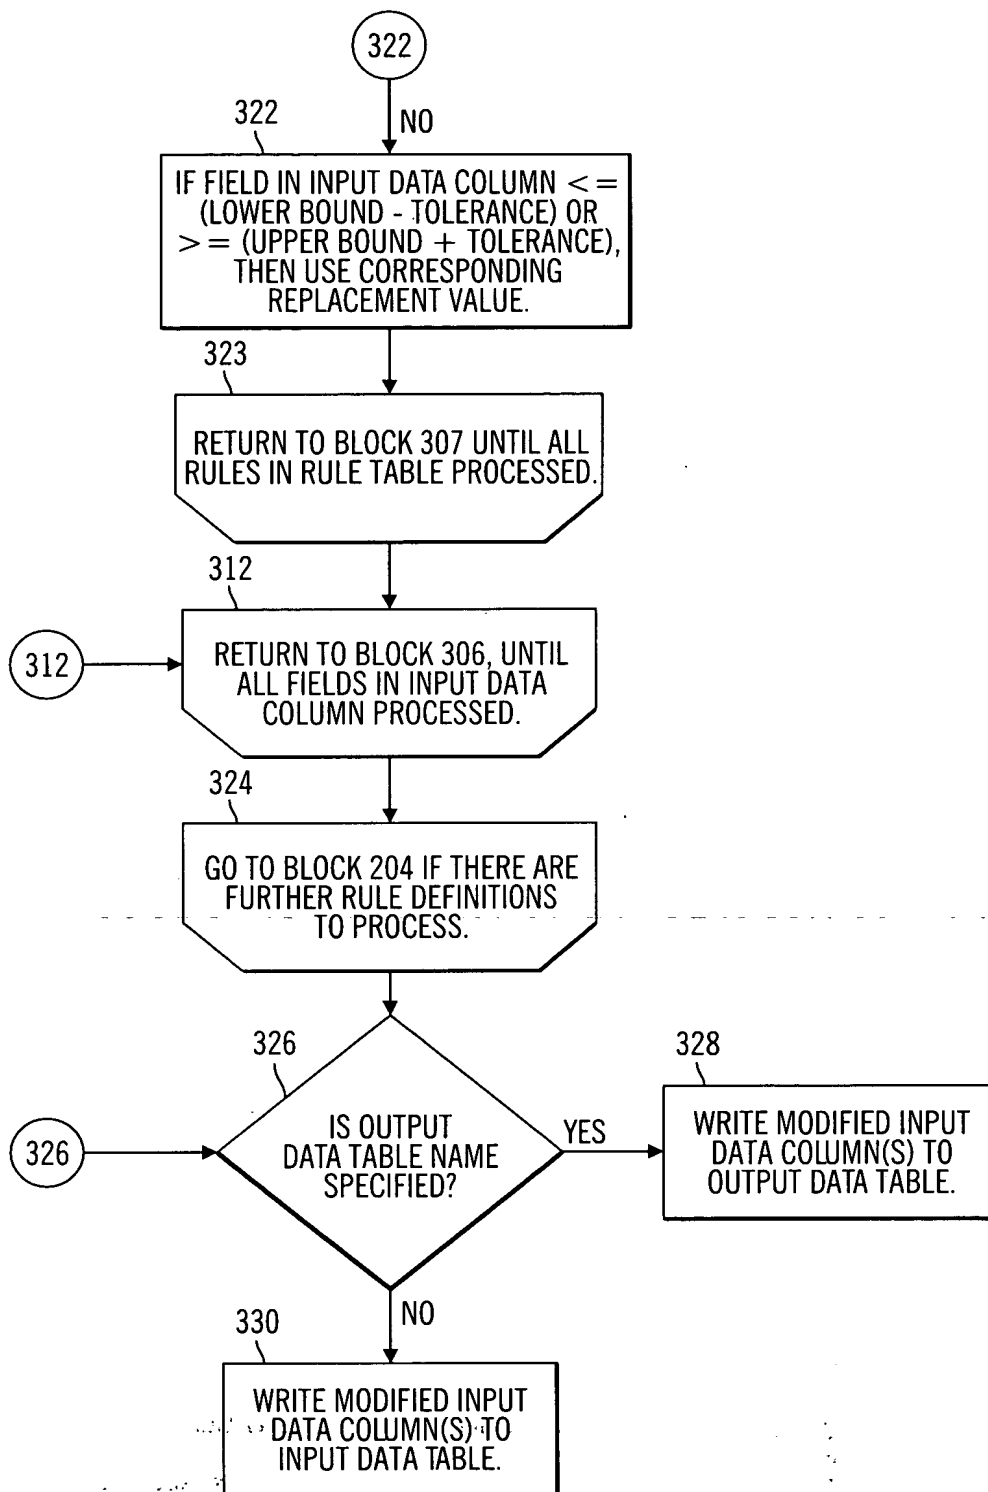 322
NO
322
IF FIELD IN INPUT DATA COLUMN <=
(LOWER BOUND - TOLERANCE) OR
>= (UPPER BOUND + TOLERANCE),
THEN USE CORRESPONDING
REPLACEMENT VALUE.
323
RETURN TO BLOCK 307 UNTIL ALL
RULES IN RULE TABLE PROCESSED.
312
312
RETURN TO BLOCK 306, UNTIL
ALL FIELDS IN INPUT DATA
COLUMN PROCESSED.
324
GO TO BLOCK 204 IF THERE ARE
FURTHER RULE DEFINITIONS
TO PROCESS.
326
326
IS OUTPUT
DATA TABLE NAME
SPECIFIED?
YES
328
WRITE MODIFIED INPUT
DATA COLUMN(S) TO
OUTPUT DATA TABLE.
NO
330
WRITE MODIFIED INPUT
DATA COLUMN(S) TO
INPUT DATA TABLE.